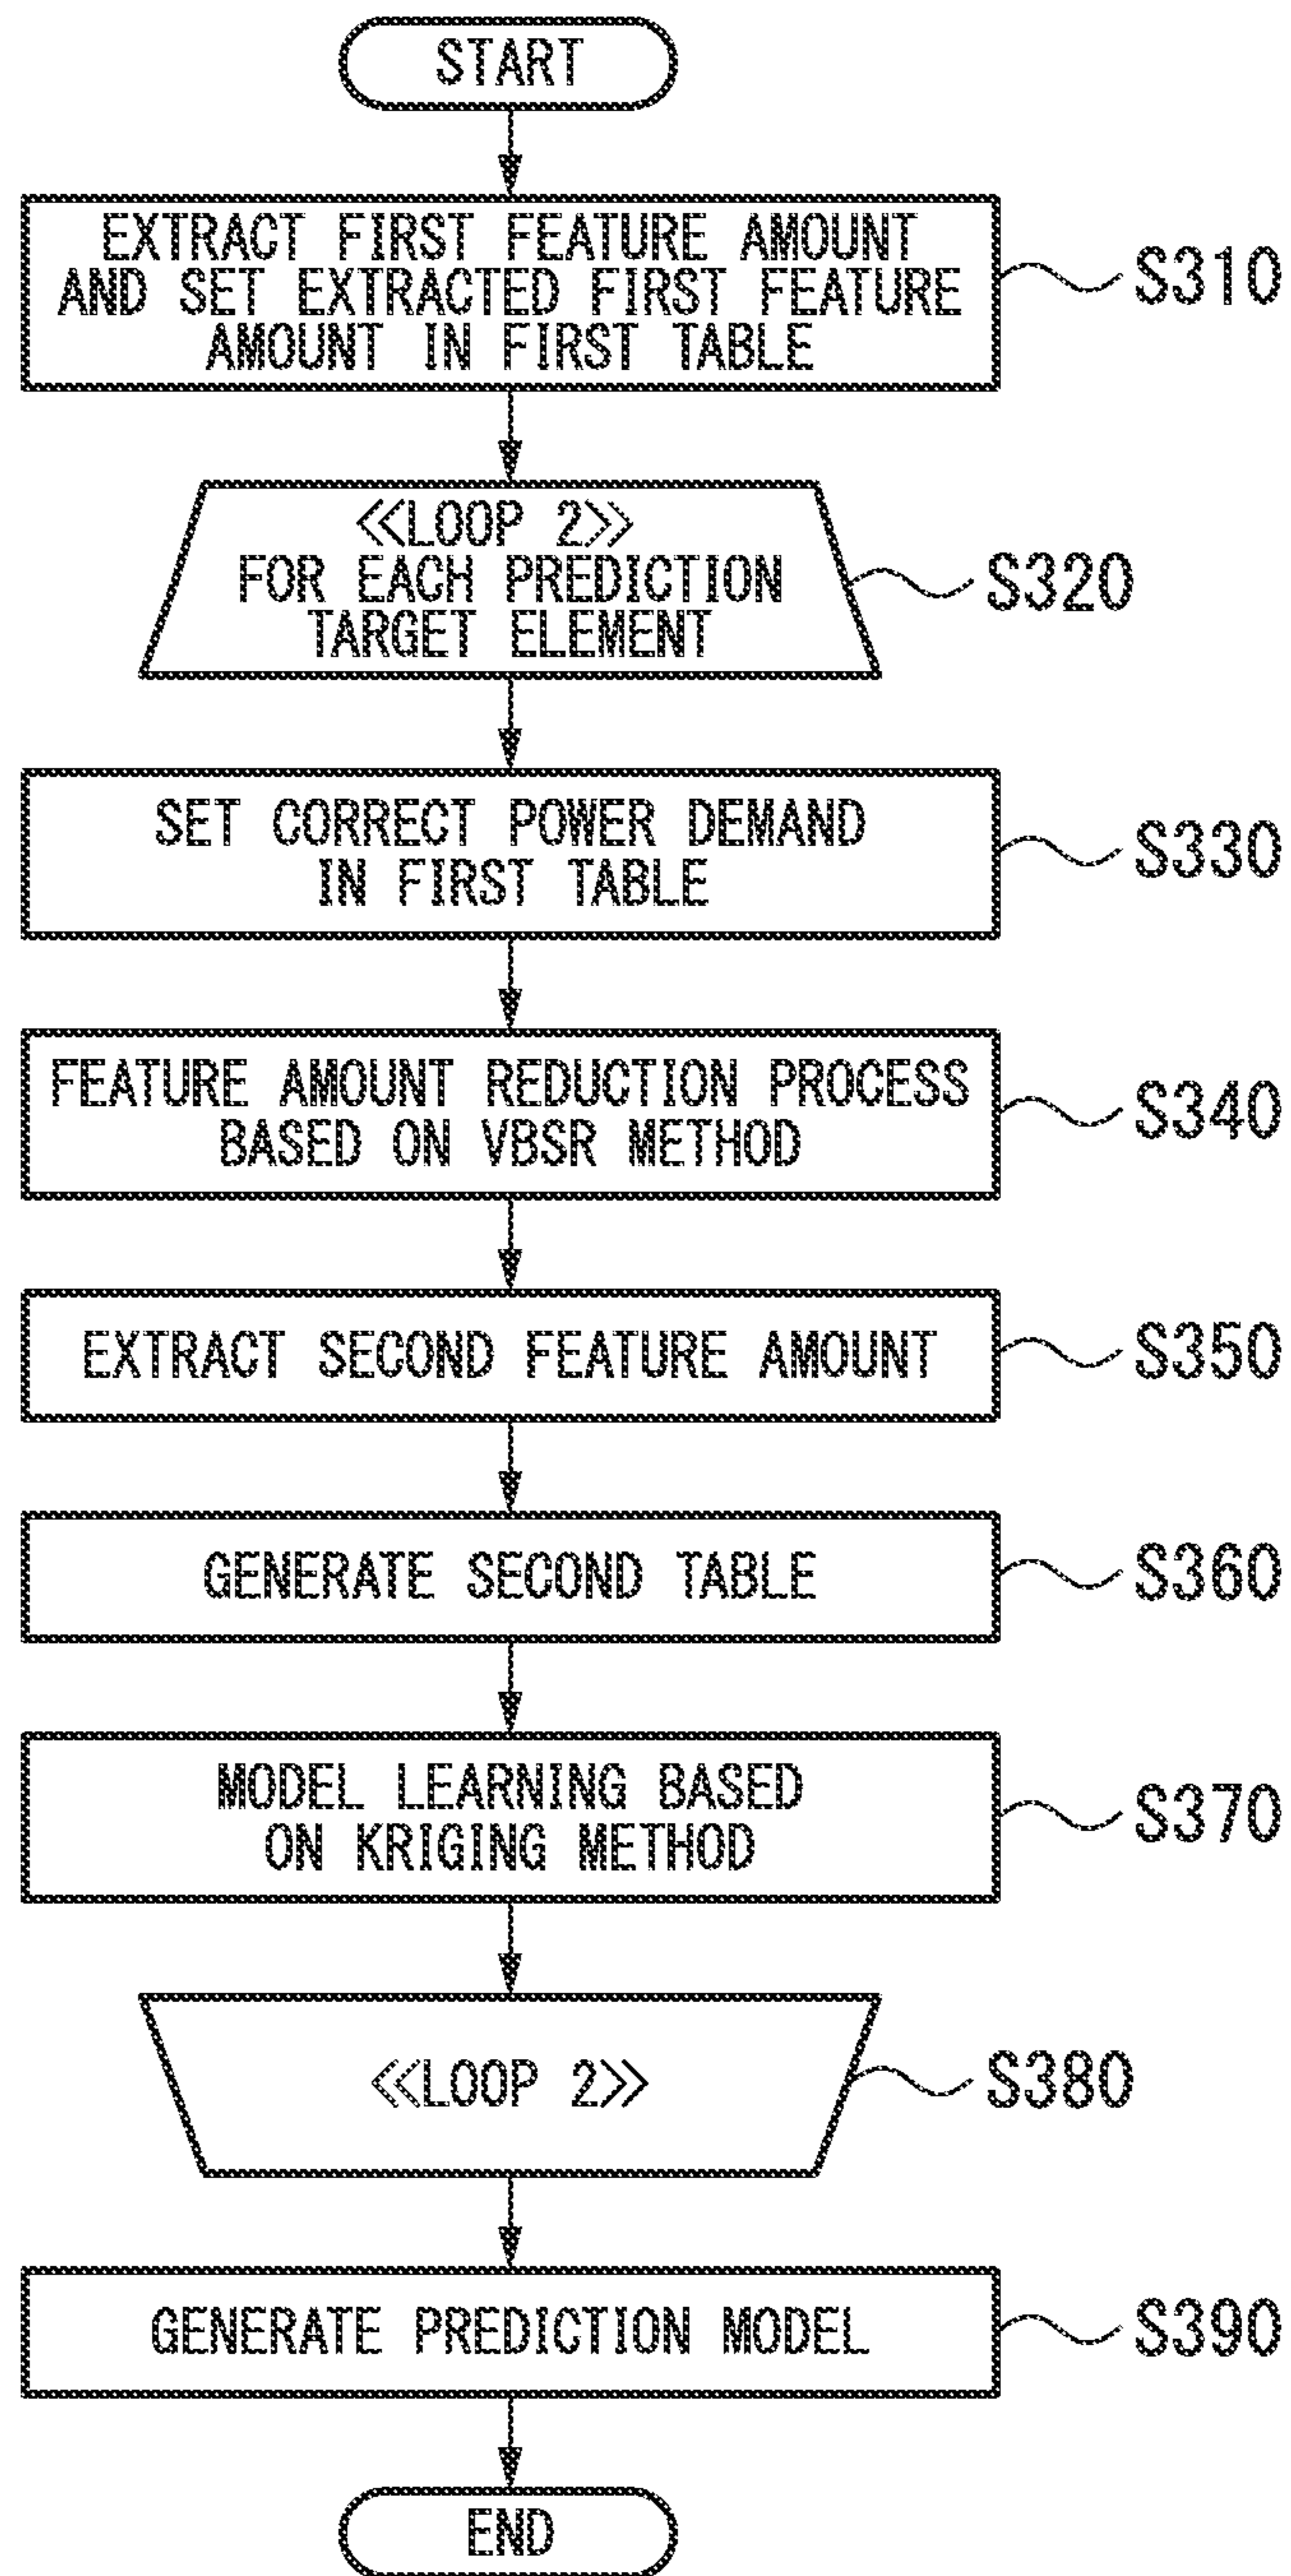 START
EXTRACT FIRST FEATURE AMOUNT
AND SET EXTRACTED FIRST FEATURE
AMOUNT IN FIRST TABLE
S310
≪LOOP 2≫
FOR EACH PREDICTION
TARGET ELEMENT
S320
SET CORRECT POWER DEMAND
IN FIRST TABLE
S330
FEATURE AMOUNT REDUCTION PROCESS
BASED ON VBSR METHOD
S340
EXTRACT SECOND FEATURE AMOUNT
S350
GENERATE SECOND TABLE
S360
MODEL LEARNING BASED
ON KRIGING METHOD
S370
≪LOOP 2≫
S380
GENERATE PREDICTION MODEL
S390
END